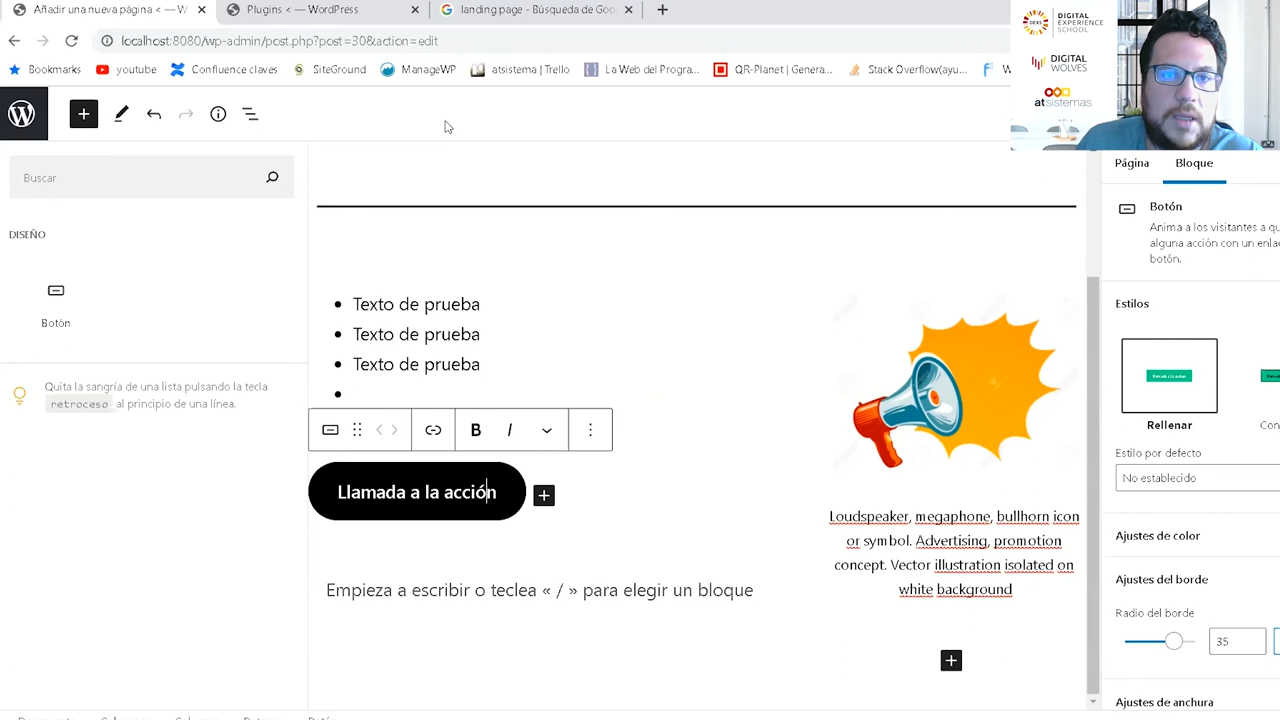 Añadir una nueva página < — W
Plugins < — WordPress
landing page - Búsqueda de Goo
localhost:8080/wp-admin/post.php?post=30&action=edit
Bookmarks
youtube
Confluence claves
SiteGro
ManageWP
atsistema | Trello
La Web del Progra...
QR-Planet | Genera...
Stack Overflow(ayu...
W
DEXS
DIGITAL
EXPERIENCE
SCHOOL
DIGITAL
WOLVES
atsistemas
Buscar
DISEÑO
Botón
Quita la sangría de una lista pulsando la tecla
retroceso al principio de una línea.
• Texto de prueba
• Texto de prueba
• Texto de prueba
•
B I
Llamada a la acción
Empieza a escribir o teclea « / » para elegir un bloque
Loudspeaker, megaphone, bullhorn icon
or symbol. Advertising, promotion
concept. Vector illustration isolated on
white background
Página
Bloque
Botón
Anima a los visitantes a qu
alguna acción con un enla
botón.
Estilos
Rellenar
Con
Estilo por defecto
No establecido
Ajustes de color
Ajustes del borde
Radio del borde
35
Ajustes de anchura